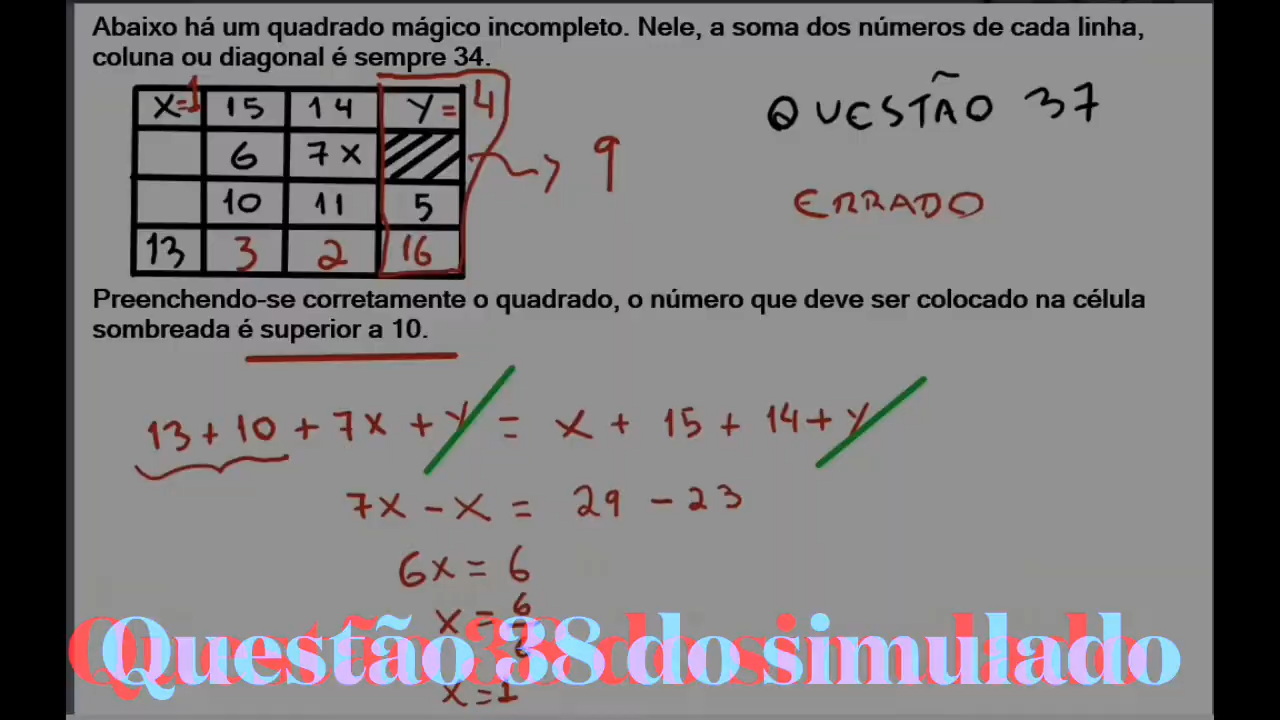 Abaixo há um quadrado mágico incompleto. Nele, a soma dos números de cada linha,
coluna ou diagonal é sempre 34.
X=1 15 14 Y=4
QUESTÃO 37
6 7X
9
10 11 5
ERRADO
13 3 2 16
Preenchendo-se corretamente o quadrado, o número que deve ser colocado na célula
sombreada é superior a 10.
13 + 10 + 7X + Y = X + 15 + 14 + Y
7X - X = 29 - 23
6X = 6
X = 6
6
Questão 38 do simulado
X = 1